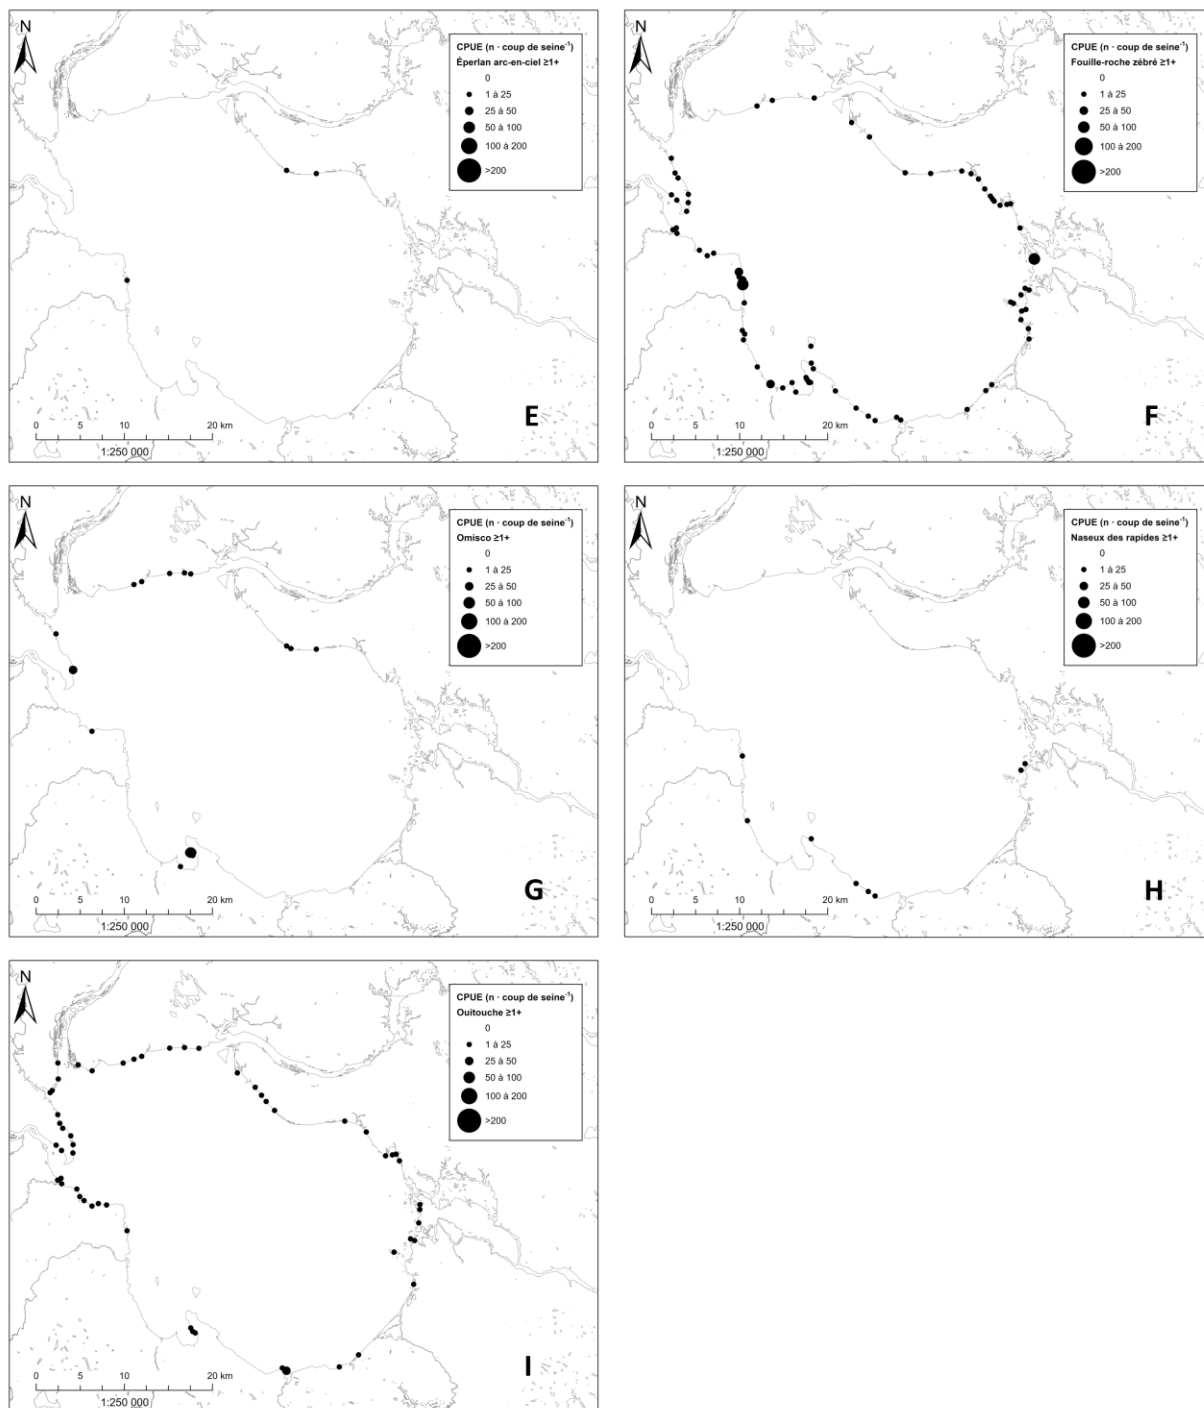 N
CPUE (n · coup de seine⁻¹)
Éperlan arc-en-ciel ≥1+
0
1 à 25
25 à 50
50 à 100
100 à 200
>200
E
0 5 10 20 km
1:250 000
N
CPUE (n · coup de seine⁻¹)
Fouille-roche zébré ≥1+
0
1 à 25
25 à 50
50 à 100
100 à 200
>200
F
0 5 10 20 km
1:250 000
N
CPUE (n · coup de seine⁻¹)
Omisco ≥1+
0
1 à 25
25 à 50
50 à 100
100 à 200
>200
G
0 5 10 20 km
1:250 000
N
CPUE (n · coup de seine⁻¹)
Naseux des rapides ≥1+
0
1 à 25
25 à 50
50 à 100
100 à 200
>200
H
0 5 10 20 km
1:250 000
N
CPUE (n · coup de seine⁻¹)
Ouitouche ≥1+
0
1 à 25
25 à 50
50 à 100
100 à 200
>200
I
0 5 10 20 km
1:250 000